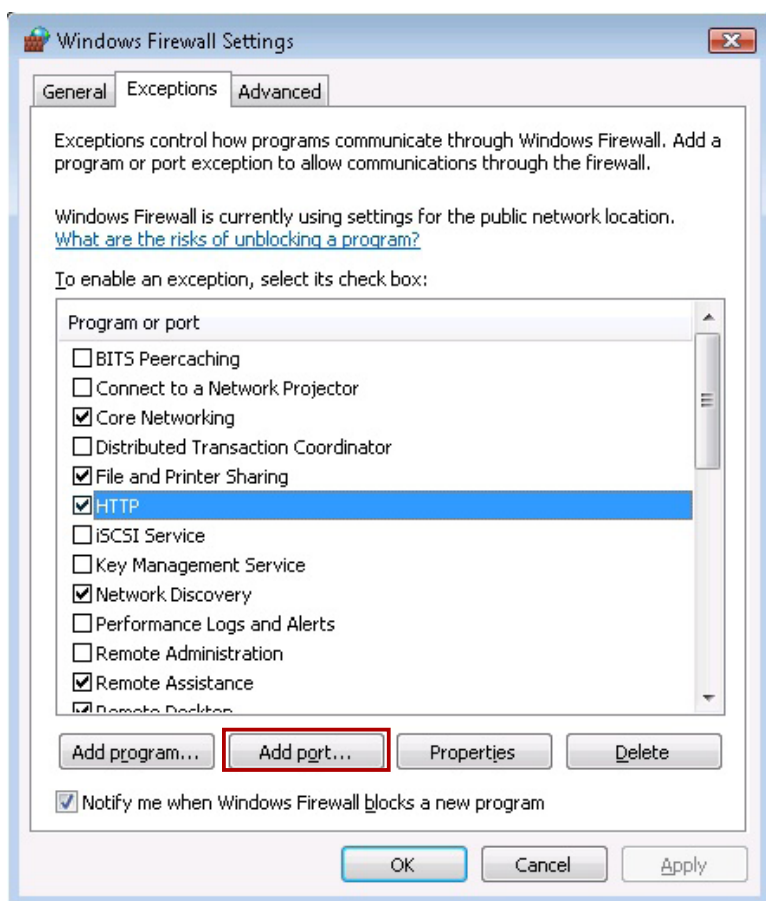 Windows Firewall Settings
General Exceptions Advanced
Exceptions control how programs communicate through Windows Firewall. Add a
program or port exception to allow communications through the firewall.
Windows Firewall is currently using settings for the public network location.
What are the risks of unblocking a program?
To enable an exception, select its check box:
Program or port
BITS Peercaching
Connect to a Network Projector
Core Networking
Distributed Transaction Coordinator
File and Printer Sharing
HTTP
iSCSI Service
Key Management Service
Network Discovery
Performance Logs and Alerts
Remote Administration
Remote Assistance
Remote Desktop
Add program... Add port... Properties Delete
Notify me when Windows Firewall blocks a new program
OK Cancel Apply